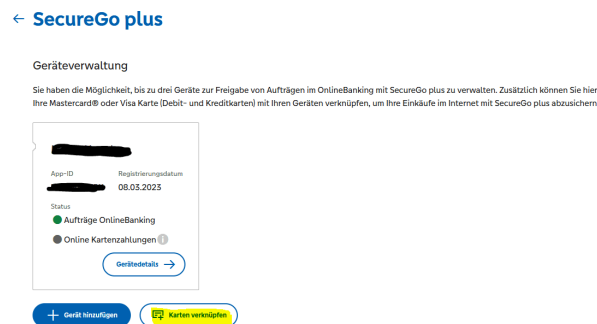 SecureGo plus
Geräteverwaltung
Sie haben die Möglichkeit, bis zu drei Geräte zur Freigabe von Aufträgen im OnlineBanking mit SecureGo plus zu verwalten. Zusätzlich können Sie hier
Ihre Mastercard® oder Visa Karte (Debit- und Kreditkarten) mit Ihren Geräten verknüpfen, um Ihre Einkäufe im Internet mit SecureGo plus abzusichern
App-ID Registrierungsdatum
08.03.2023
Status
Aufträge OnlineBanking
Online Kartenzahlungen
Gerätedetails
Gerät hinzufügen Karten verknüpfen